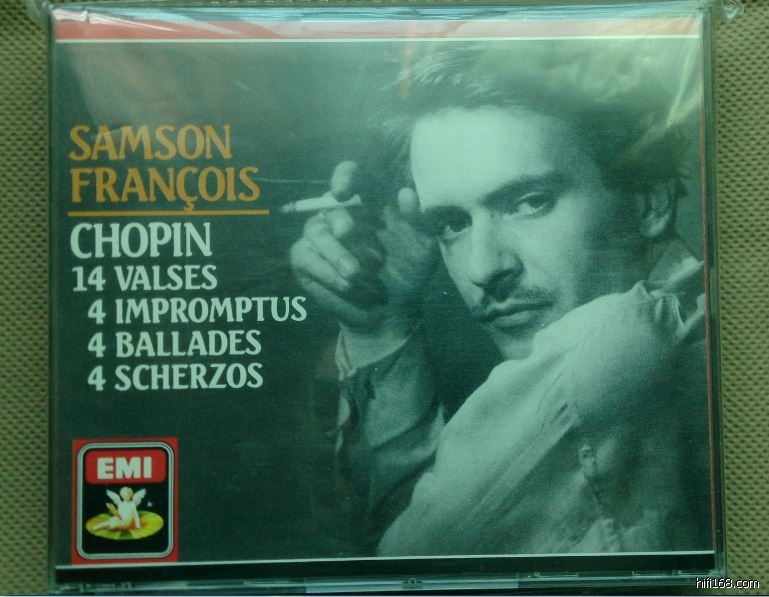 SAMSON
FRANÇOIS
CHOPIN
14 VALSES
4 IMPROMPTUS
4 BALLADES
4 SCHERZOS
EMI
hifi168.com